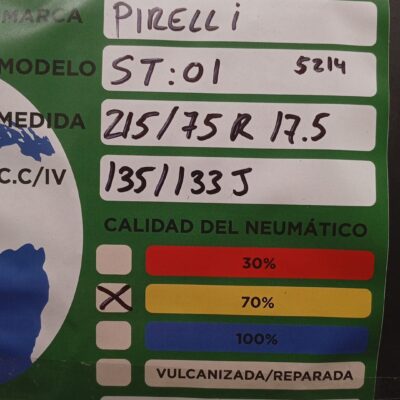 MARCA PIRELLi
MODELO ST:01 5214
MEDIDA 215/75 R 17.5
C.C/IV 135/133 J
CALIDAD DEL NEUMÁTICO
30%
X 70%
100%
VULCANIZADA/REPARADA